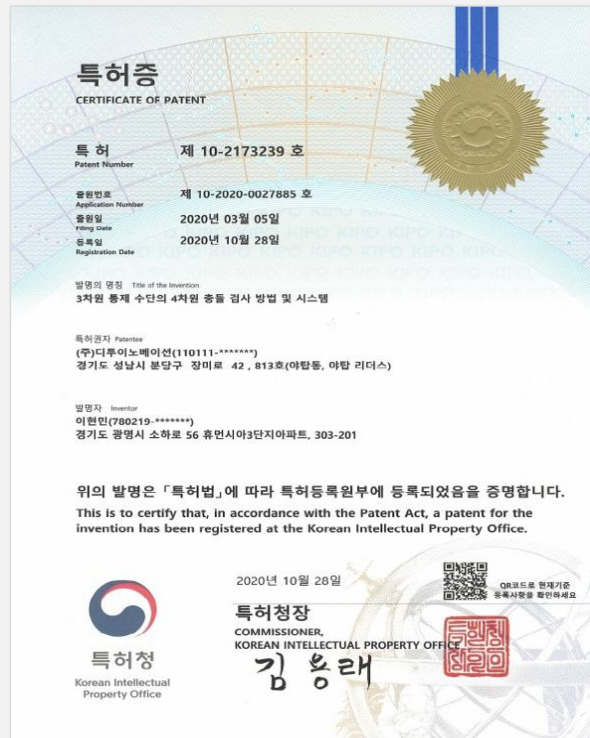 특허증
CERTIFICATE OF PATENT
특 허 제 10-2173239 호
Patent Number
출원번호 제 10-2020-0027885 호
Application Number
출원일 2020년 03월 05일
Filing Date
등록일 2020년 10월 28일
Registration Date
발명의 명칭 Title of the Invention
3차원 통제 수단의 4차원 충돌 검사 방법 및 시스템
특허권자 Patentee
(주)디투이노베이션(110111-*******)
경기도 성남시 분당구 장미로 42 , 813호(야탑동, 야탑 리더스)
발명자 Inventor
이현민(780219-*******)
경기도 광명시 소하로 56 휴먼시아3단지아파트, 303-201
위의 발명은 「특허법」에 따라 특허등록원부에 등록되었음을 증명합니다.
This is to certify that, in accordance with the Patent Act, a patent for the
invention has been registered at the Korean Intellectual Property Office.
2020년 10월 28일
QR코드로 현재기준
등록사항을 확인하세요
특허청장
COMMISSIONER,
KOREAN INTELLECTUAL PROPERTY OFFICE
김용래
특허청
Korean Intellectual
Property Office